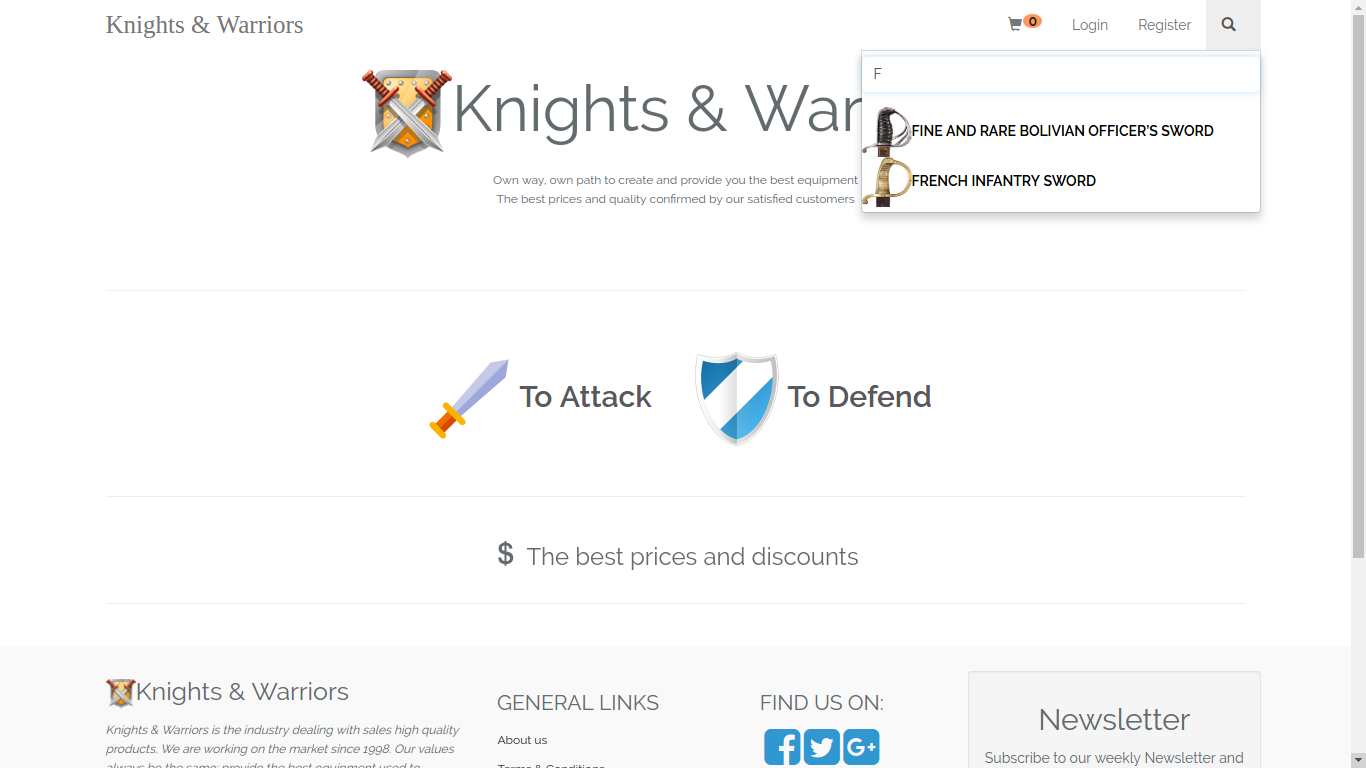 Knights & Warriors
0
Login
Register
F
Knights & War
FINE AND RARE BOLIVIAN OFFICER'S SWORD
FRENCH INFANTRY SWORD
Own way, own path to create and provide you the best equipment
The best prices and quality confirmed by our satisfied customers
To Attack
To Defend
$ The best prices and discounts
Knights & Warriors
Knights & Warriors is the industry dealing with sales high quality
products. We are working on the market since 1998. Our values
always be the same: provide the best equipment used to
GENERAL LINKS
About us
Terms & Conditions
FIND US ON:
Newsletter
Subscribe to our weekly Newsletter and